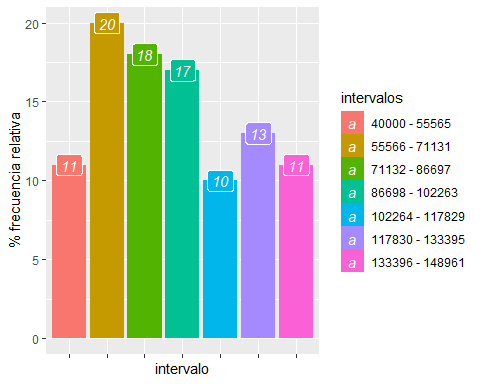 20
15
10
5
0
% frecuencia relativa
11
20
18
17
10
13
11
intervalo
intervalos
a 40000 - 55565
a 55566 - 71131
a 71132 - 86697
a 86698 - 102263
a 102264 - 117829
a 117830 - 133395
a 133396 - 148961